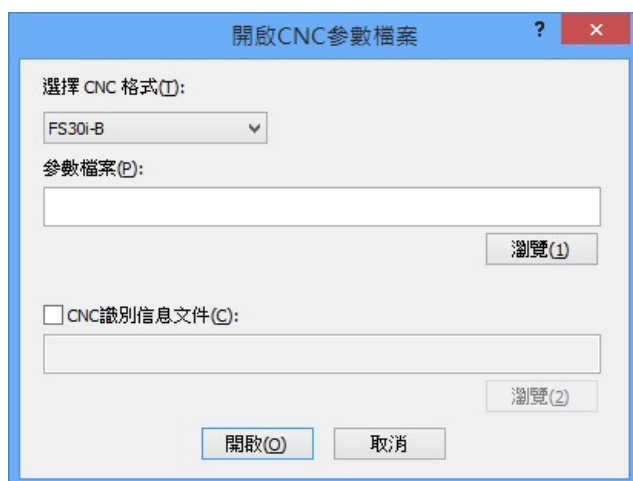 開啟CNC參數檔案
?
×
選擇 CNC 格式(T):
FS30i-B
參數檔案(P):
瀏覽(1)
CNC識別信息文件(C):
瀏覽(2)
開啟(O)
取消